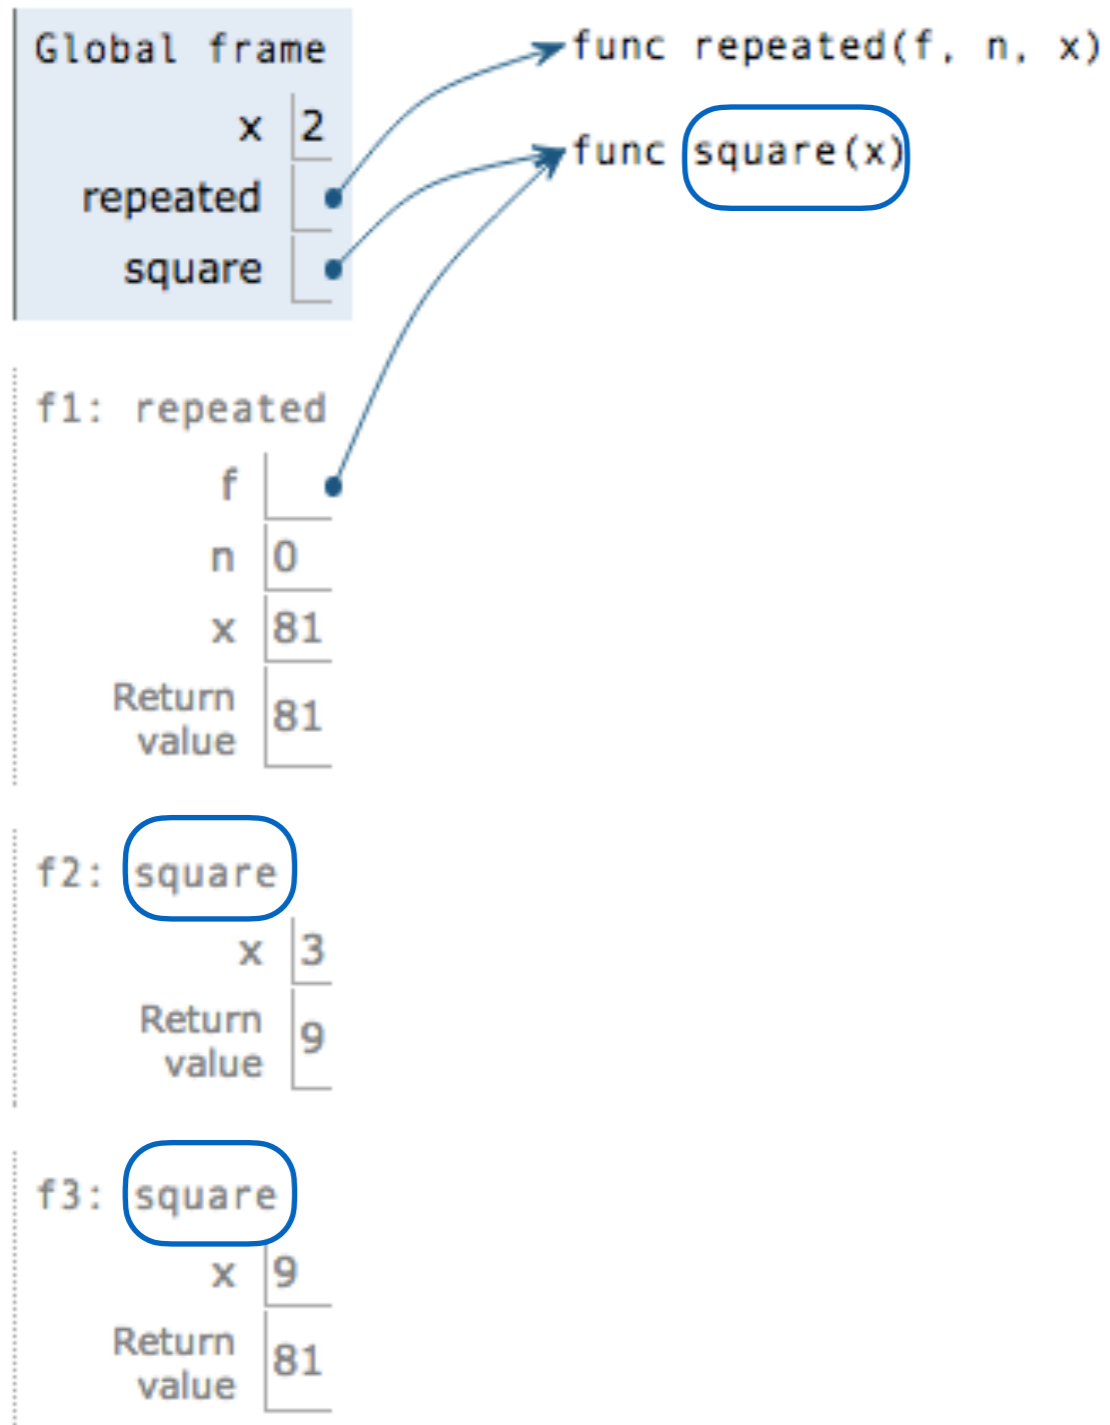 Global frame
func repeated(f, n, x)
x 2
func square(x)
repeated
square
f1: repeated
f
n 0
x 81
Return
value 81
f2: square
x 3
Return
value 9
f3: square
x 9
Return
value 81